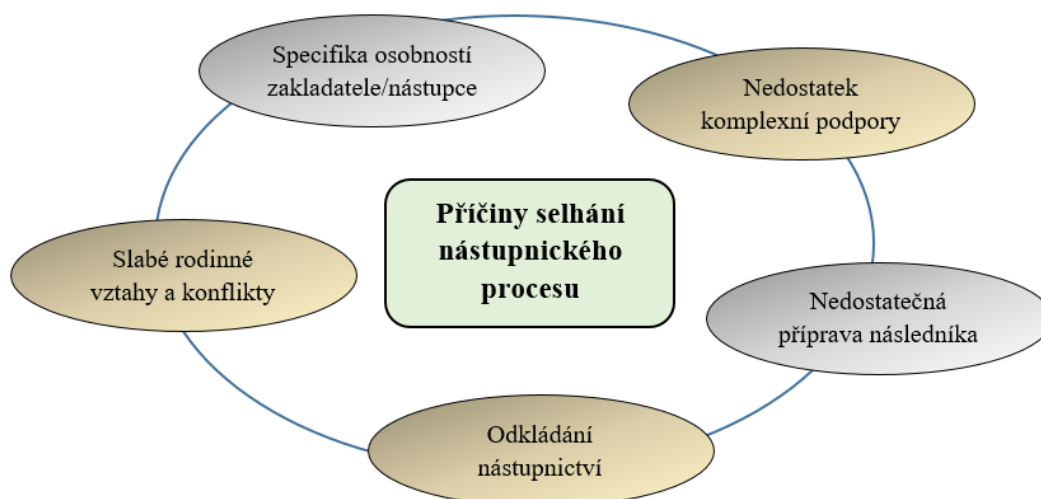 Specifika osobností
zakladatele/nástupce
Nedostatek
komplexní podpory
Příčiny selhání
nástupnického
procesu
Slabé rodinné
vztahy a konflikty
Nedostatečná
příprava následníka
Odkládání
nástupnictví